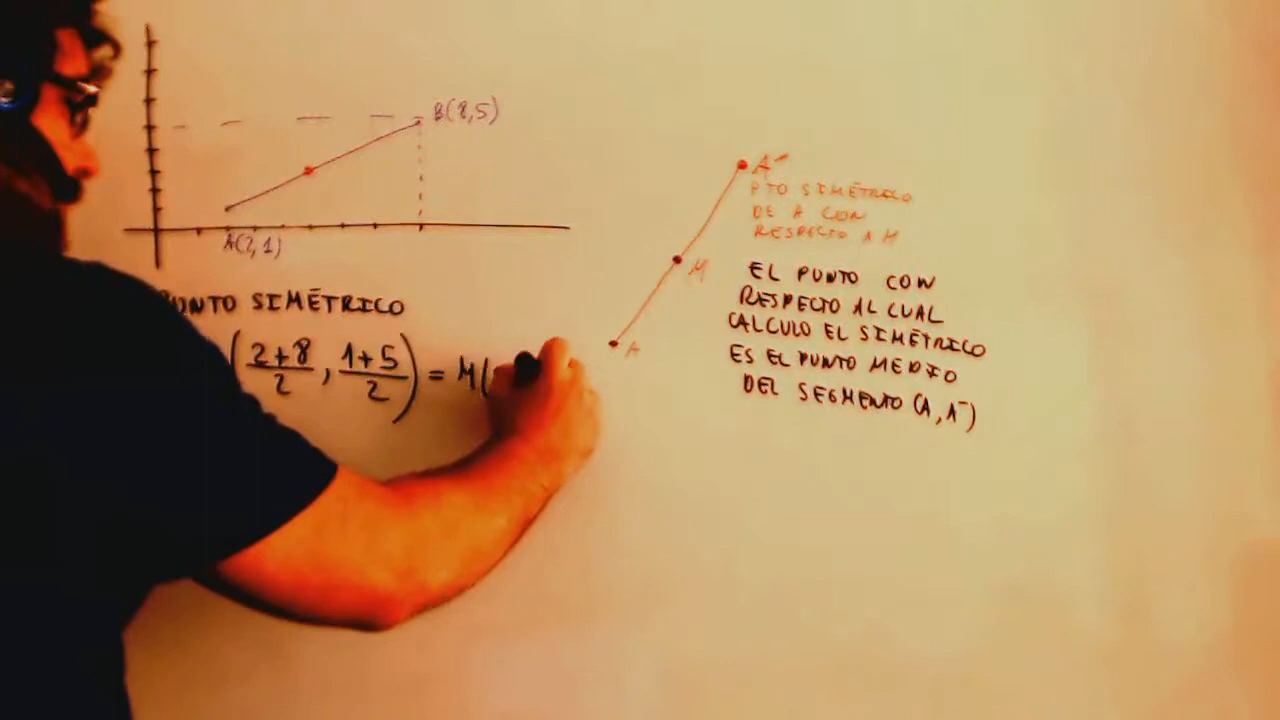 B(8,5)
A(2,1)
PUNTO SIMÉTRICO
(2+8/2, 1+5/2) = M(
A'
PTO SIMÉTRICO
DE A CON
RESPECTO A M
M
A
EL PUNTO CON
RESPECTO AL CUAL
CALCULO EL SIMÉTRICO
ES EL PUNTO MEDIO
DEL SEGMENTO (A, A')